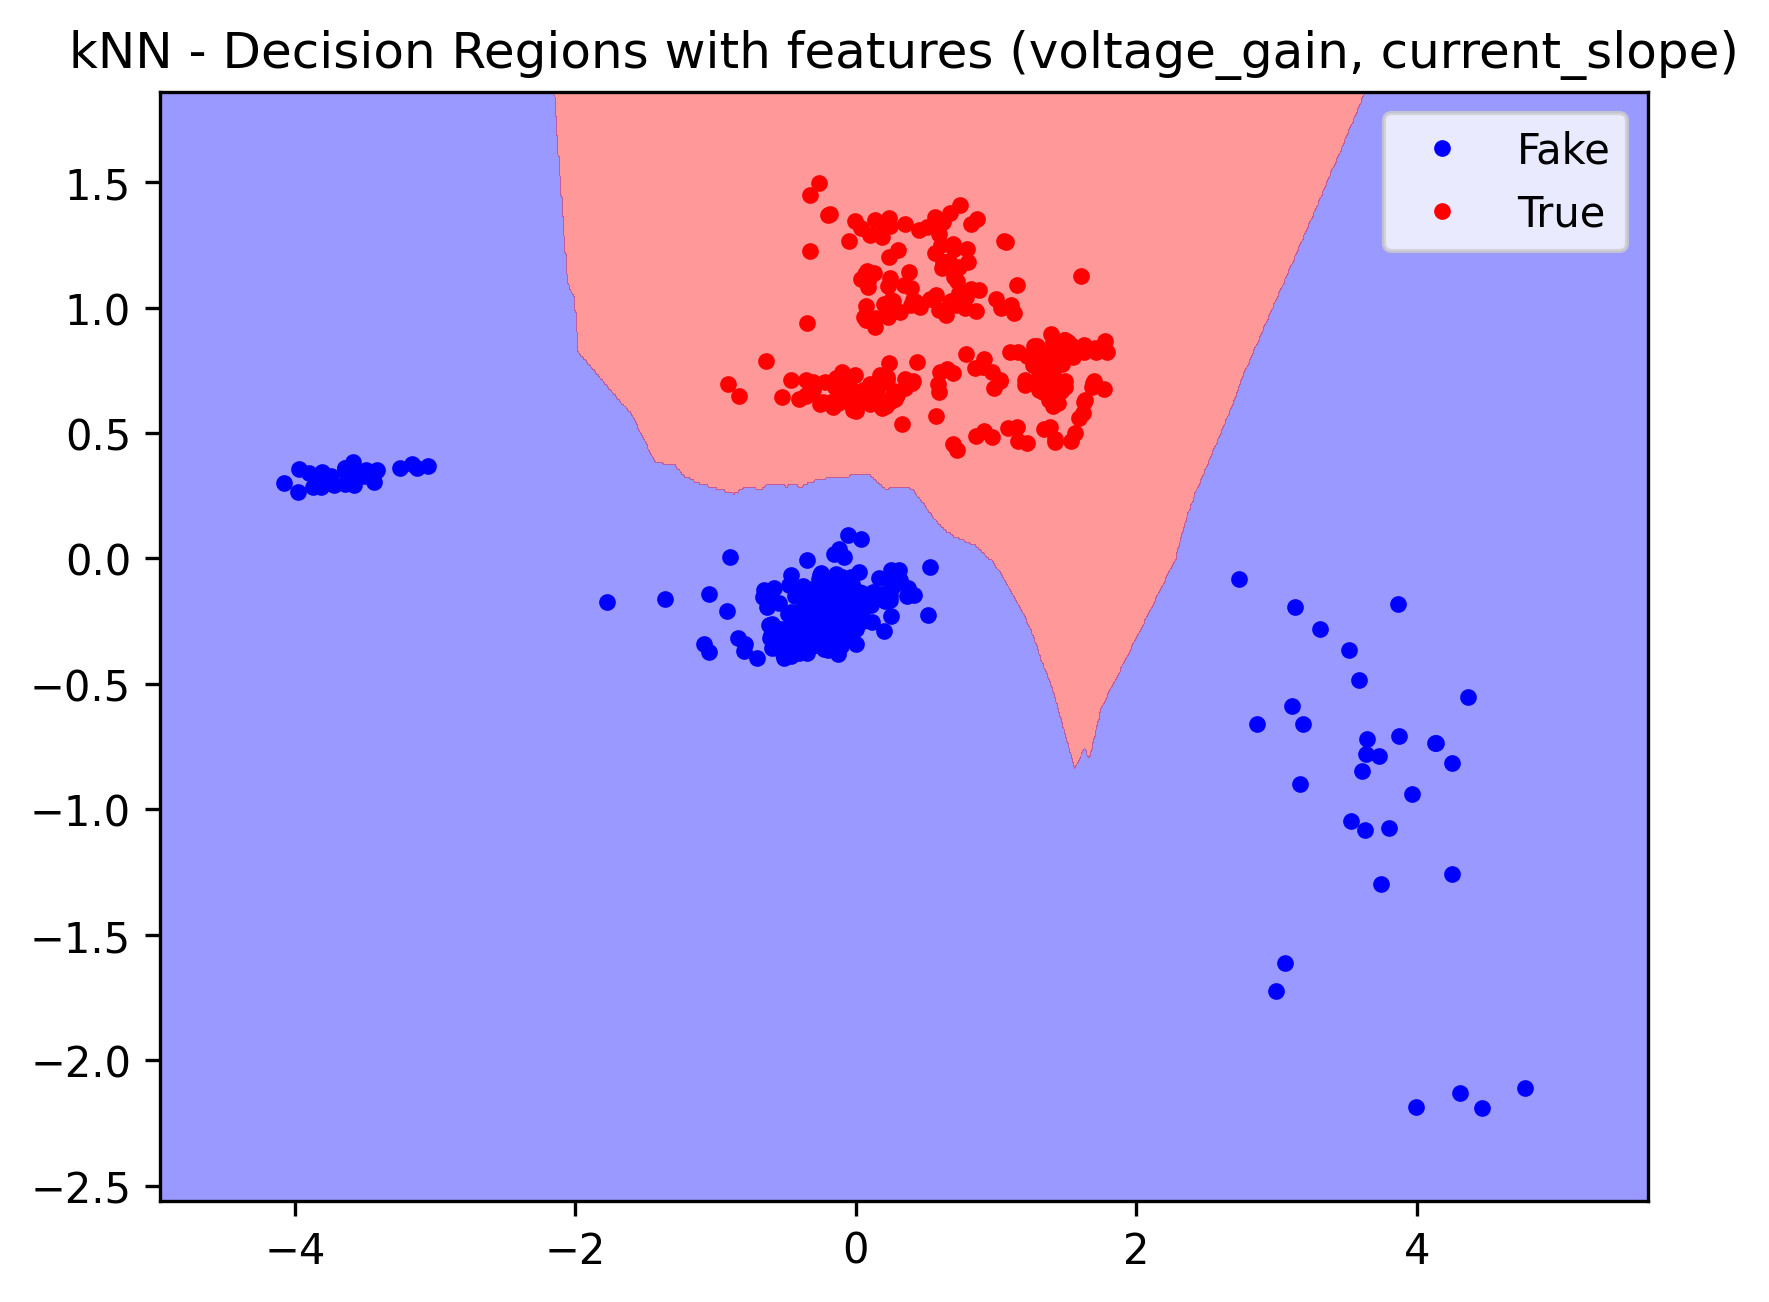 kNN - Decision Regions with features (voltage_gain, current_slope)
Fake
True
1.5
1.0
0.5
0.0
−0.5
−1.0
−1.5
−2.0
−2.5
−4 −2 0 2 4